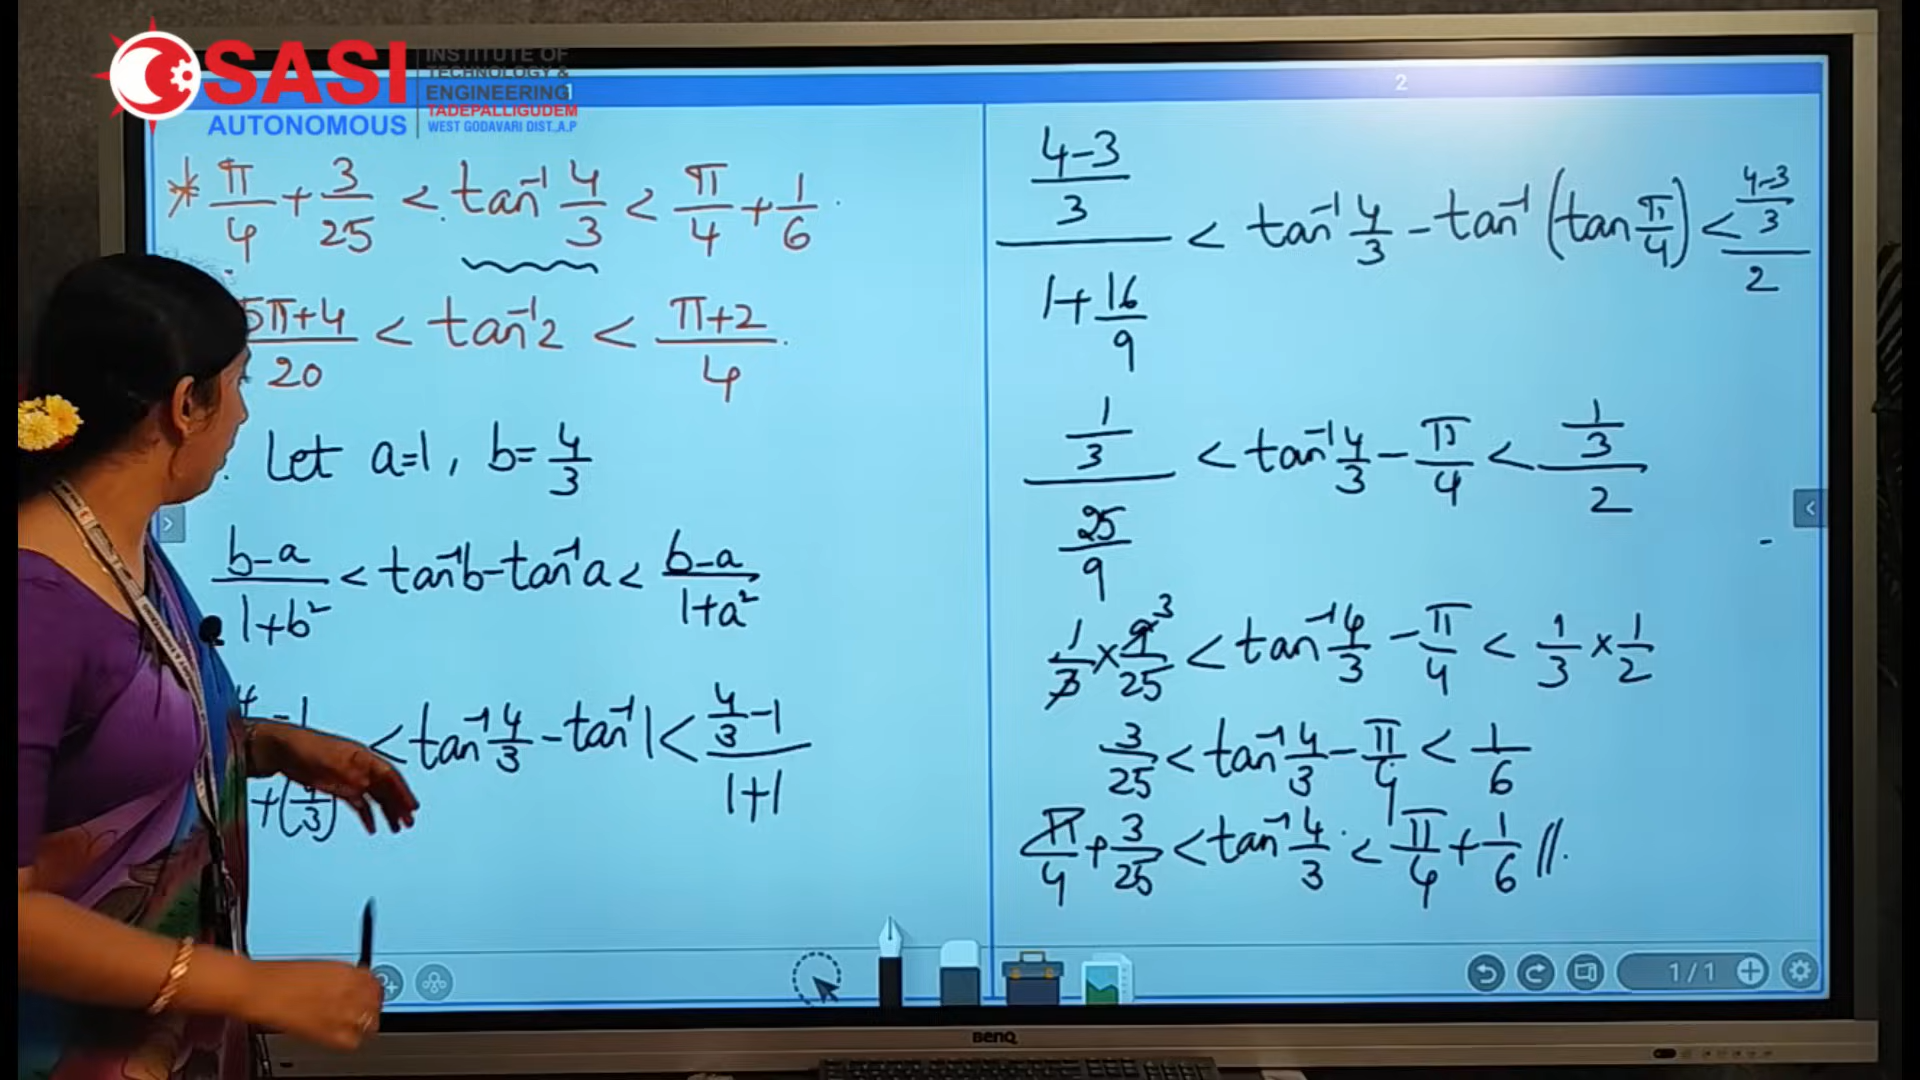 SASI
INSTITUTE OF
TECHNOLOGY &
ENGINEERING
TADEPALLIGUDEM
WEST GODAVARI DIST.,A.P
AUTONOMOUS
* π/4 + 3/25 < tan⁻¹ 4/3 < π/4 + 1/6.
5π+4/20 < tan⁻¹2 < π+2/4.
Let a=1, b=4/3
b-a/1+b² < tan⁻¹b-tan⁻¹a < b-a/1+a²
< tan⁻¹ 4/3 - tan⁻¹ 1 < 4/3 -1/1+1
2
4-3/3/1+16/9 < tan⁻¹ 4/3 - tan⁻¹(tan π/4) < 4-3/3/2
1/3/25/9 < tan⁻¹ 4/3 - π/4 < 1/3/2
1/3 × 9³/25 < tan⁻¹ 4/3 - π/4 < 1/3 × 1/2
3/25 < tan⁻¹ 4/3 - π/4 < 1/6
π/4 + 3/25 < tan⁻¹ 4/3 < π/4 + 1/6 //.
1/1
BenQ